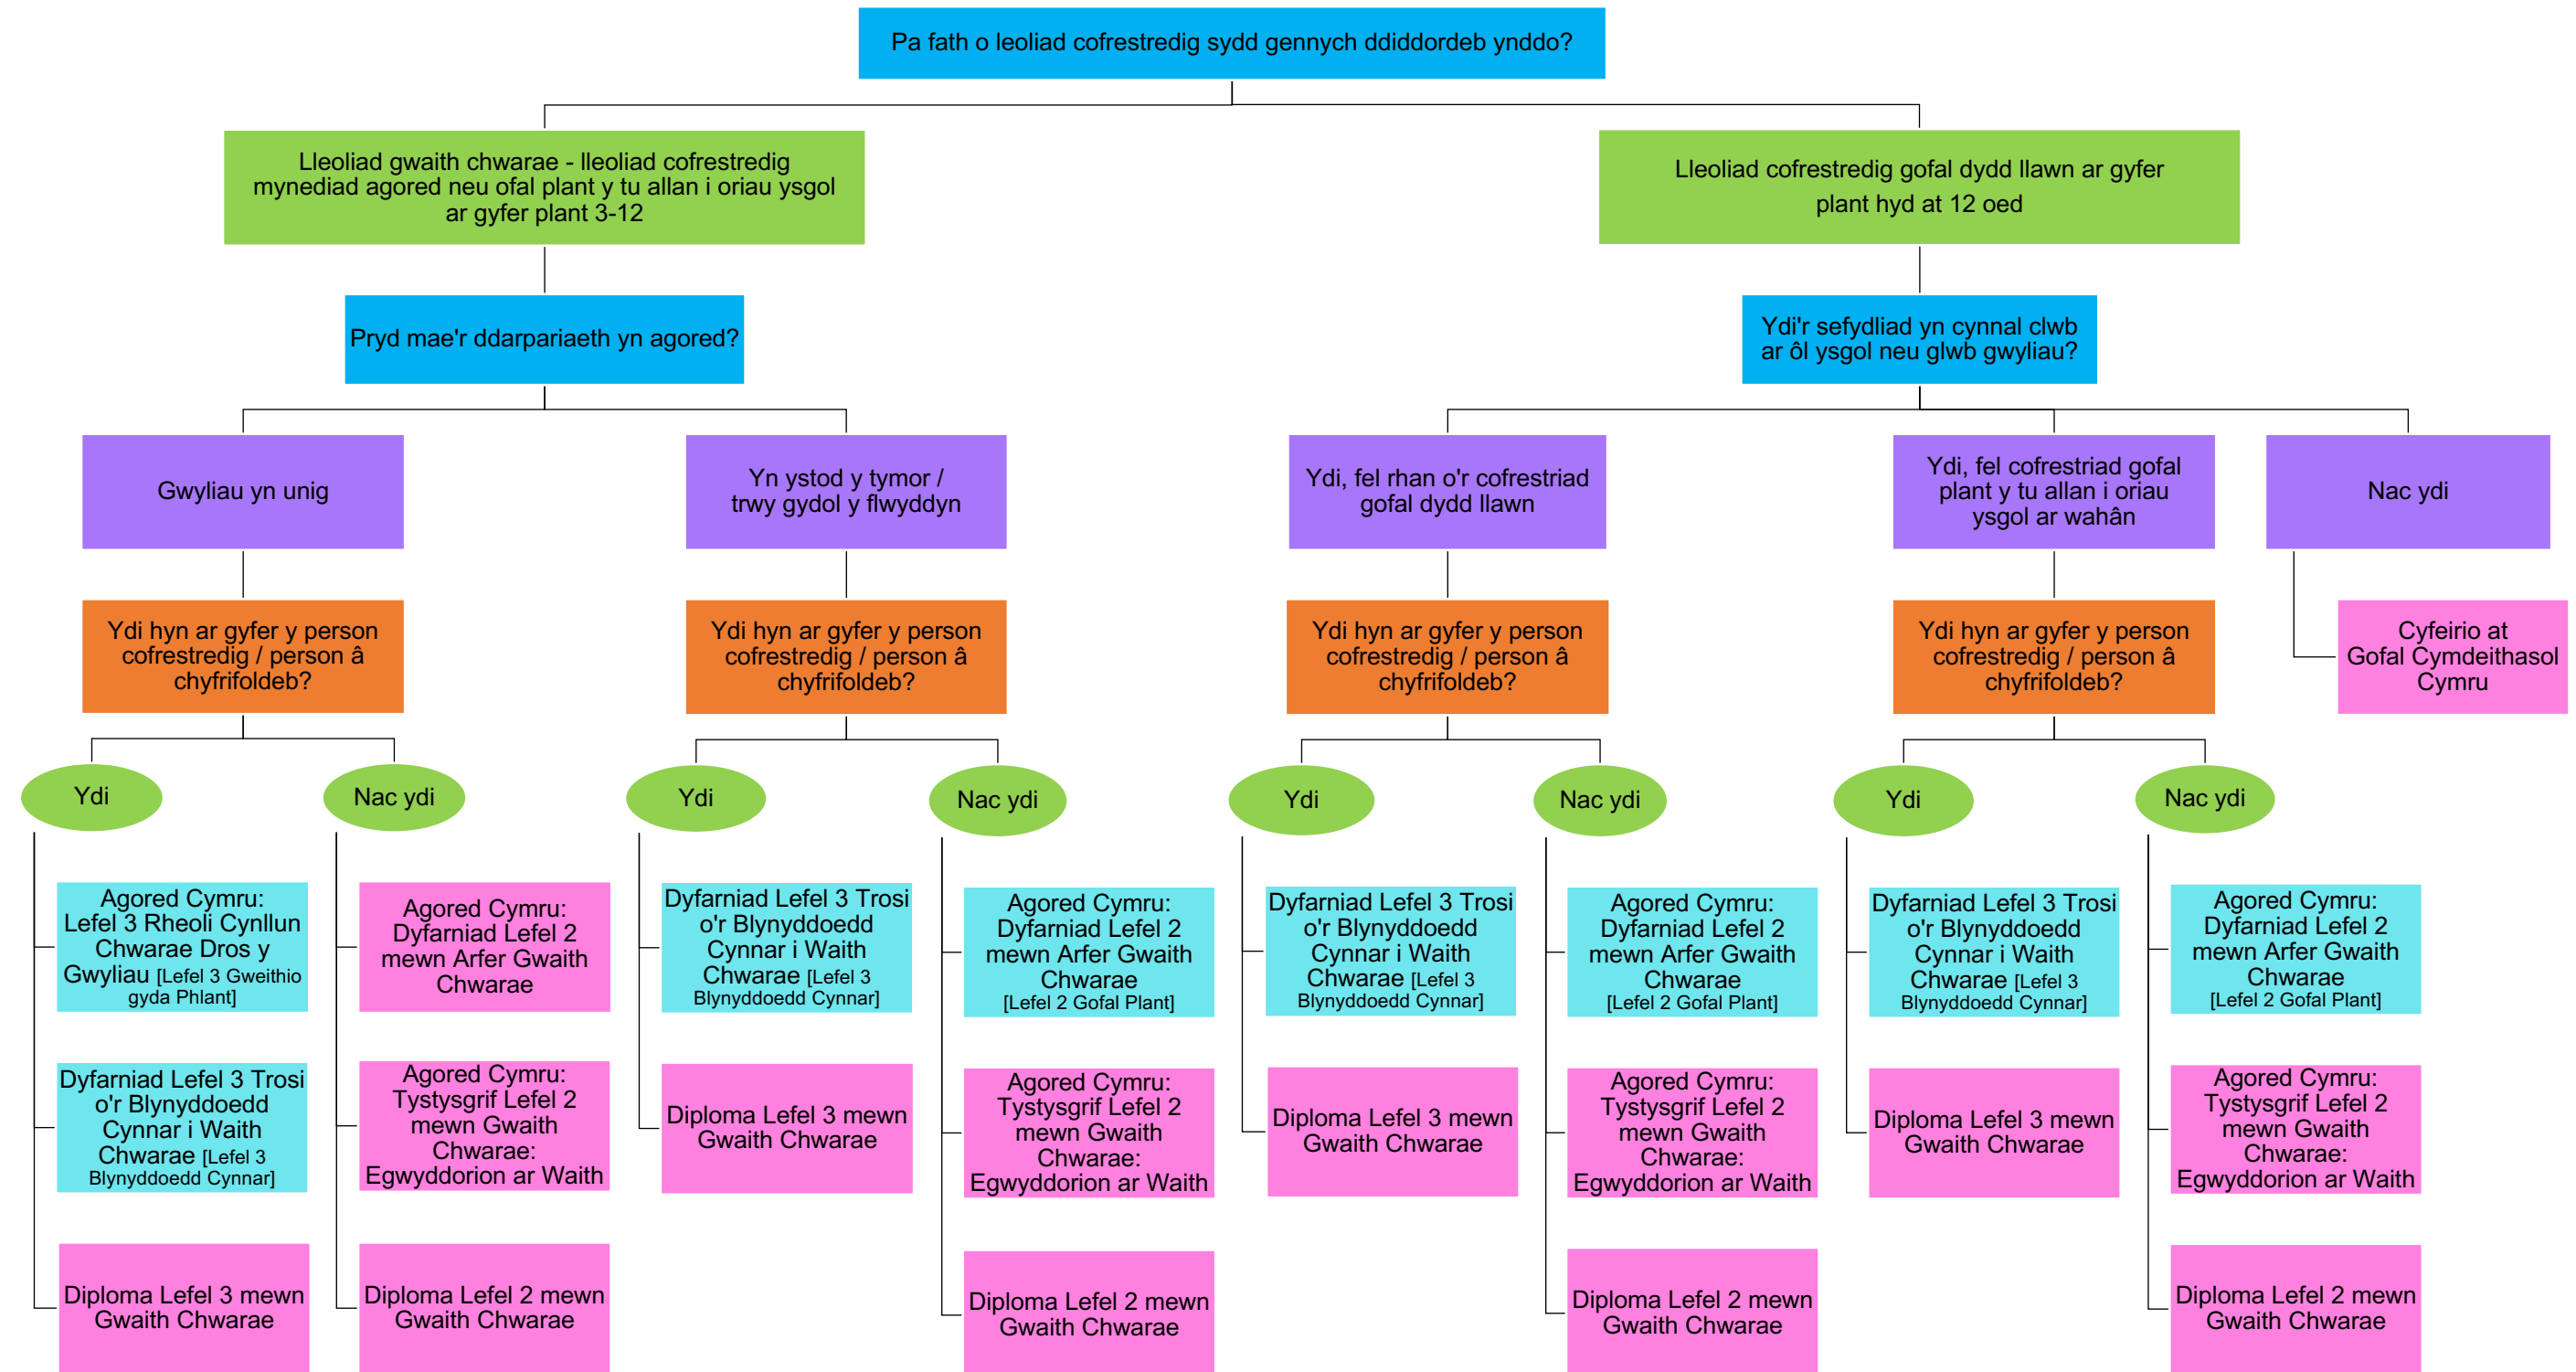 Pa fath o leoliad cofrestredig sydd gennych ddiddordeb ynddo?
Lleoliad gwaith chwarae - lleoliad cofrestredig
mynediad agored neu ofal plant y tu allan i oriau ysgol
ar gyfer plant 3-12
Lleoliad cofrestredig gofal dydd llawn ar gyfer
plant hyd at 12 oed
Pryd mae'r ddarpariaeth yn agored?
Ydi'r sefydliad yn cynnal clwb
ar ôl ysgol neu glwb gwyliau?
Gwyliau yn unig
Yn ystod y tymor /
trwy gydol y flwyddyn
Ydi, fel rhan o'r cofrestriad
gofal dydd llawn
Ydi, fel cofrestriad gofal
plant y tu allan i oriau
ysgol ar wahân
Nac ydi
Ydi hyn ar gyfer y person
cofrestredig / person â
chyfrifoldeb?
Ydi hyn ar gyfer y person
cofrestredig / person â
chyfrifoldeb?
Ydi hyn ar gyfer y person
cofrestredig / person â
chyfrifoldeb?
Ydi hyn ar gyfer y person
cofrestredig / person â
chyfrifoldeb?
Cyfeirio at
Gofal Cymdeithasol
Cymru
Ydi
Nac ydi
Ydi
Nac ydi
Ydi
Nac ydi
Ydi
Nac ydi
Agored Cymru:
Lefel 3 Rheoli Cynllun
Chwarae Dros y
Gwyliau [Lefel 3 Gweithio
gyda Phlant]
Agored Cymru:
Dyfarniad Lefel 2
mewn Arfer Gwaith
Chwarae
Dyfarniad Lefel 3 Trosi
o'r Blynyddoedd
Cynnar i Waith
Chwarae [Lefel 3
Blynyddoedd Cynnar]
Agored Cymru:
Dyfarniad Lefel 2
mewn Arfer Gwaith
Chwarae
[Lefel 2 Gofal Plant]
Dyfarniad Lefel 3 Trosi
o'r Blynyddoedd
Cynnar i Waith
Chwarae [Lefel 3
Blynyddoedd Cynnar]
Agored Cymru:
Dyfarniad Lefel 2
mewn Arfer Gwaith
Chwarae
[Lefel 2 Gofal Plant]
Dyfarniad Lefel 3 Trosi
o'r Blynyddoedd
Cynnar i Waith
Chwarae [Lefel 3
Blynyddoedd Cynnar]
Agored Cymru:
Dyfarniad Lefel 2
mewn Arfer Gwaith
Chwarae
[Lefel 2 Gofal Plant]
Dyfarniad Lefel 3 Trosi
o'r Blynyddoedd
Cynnar i Waith
Chwarae [Lefel 3
Blynyddoedd Cynnar]
Agored Cymru:
Tystysgrif Lefel 2
mewn Gwaith
Chwarae:
Egwyddorion ar Waith
Diploma Lefel 3 mewn
Gwaith Chwarae
Agored Cymru:
Tystysgrif Lefel 2
mewn Gwaith
Chwarae:
Egwyddorion ar Waith
Diploma Lefel 3 mewn
Gwaith Chwarae
Agored Cymru:
Tystysgrif Lefel 2
mewn Gwaith
Chwarae:
Egwyddorion ar Waith
Diploma Lefel 3 mewn
Gwaith Chwarae
Agored Cymru:
Tystysgrif Lefel 2
mewn Gwaith
Chwarae:
Egwyddorion ar Waith
Diploma Lefel 3 mewn
Gwaith Chwarae
Diploma Lefel 2 mewn
Gwaith Chwarae
Diploma Lefel 2 mewn
Gwaith Chwarae
Diploma Lefel 2 mewn
Gwaith Chwarae
Diploma Lefel 2 mewn
Gwaith Chwarae